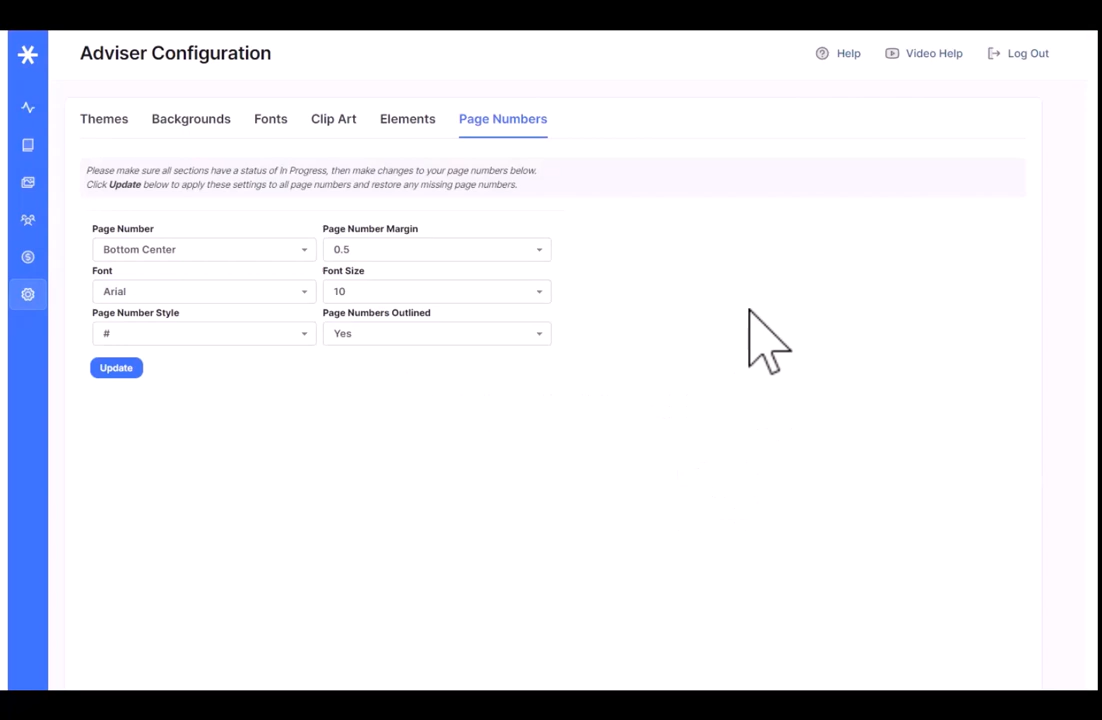 Adviser Configuration
Help
Video Help
Log Out
Themes
Backgrounds
Fonts
Clip Art
Elements
Page Numbers
Please make sure all sections have a status of In Progress, then make changes to your page numbers below.
Click Update below to apply these settings to all page numbers and restore any missing page numbers.
Page Number
Page Number Margin
Bottom Center
0.5
Font
Font Size
Arial
10
Page Number Style
Page Numbers Outlined
#
Yes
Update